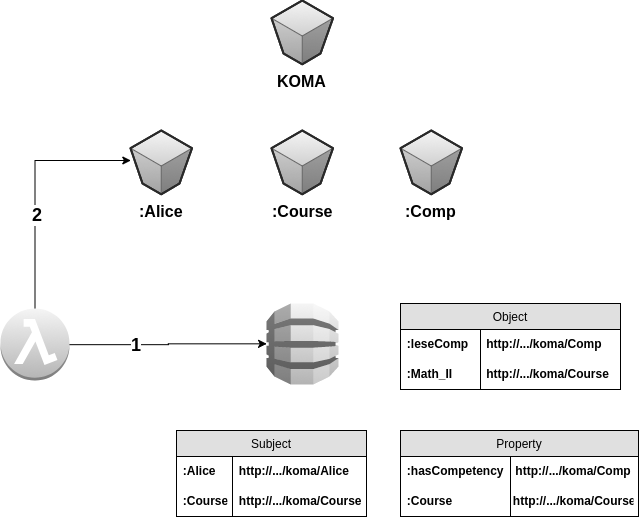 KOMA
:Alice
:Course
:Comp
2
1
Object
:leseComp http://.../koma/Comp
:Math_II http://.../koma/Course
Subject
:Alice http://.../koma/Alice
:Course http://.../koma/Course
Property
:hasCompetency http://.../koma/Comp
:Course http://.../koma/Course